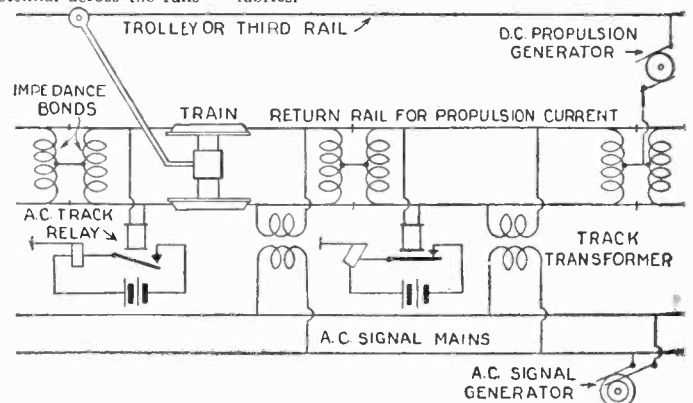 TROLLEY OR THIRD RAIL
D.C. PROPULSION
GENERATOR
IMPEDANCE
BONDS
TRAIN
RETURN RAIL FOR PROPULSION CURRENT
A.C. TRACK
RELAY
TRACK
TRANSFORMER
A.C. SIGNAL MAINS
A.C. SIGNAL
GENERATOR